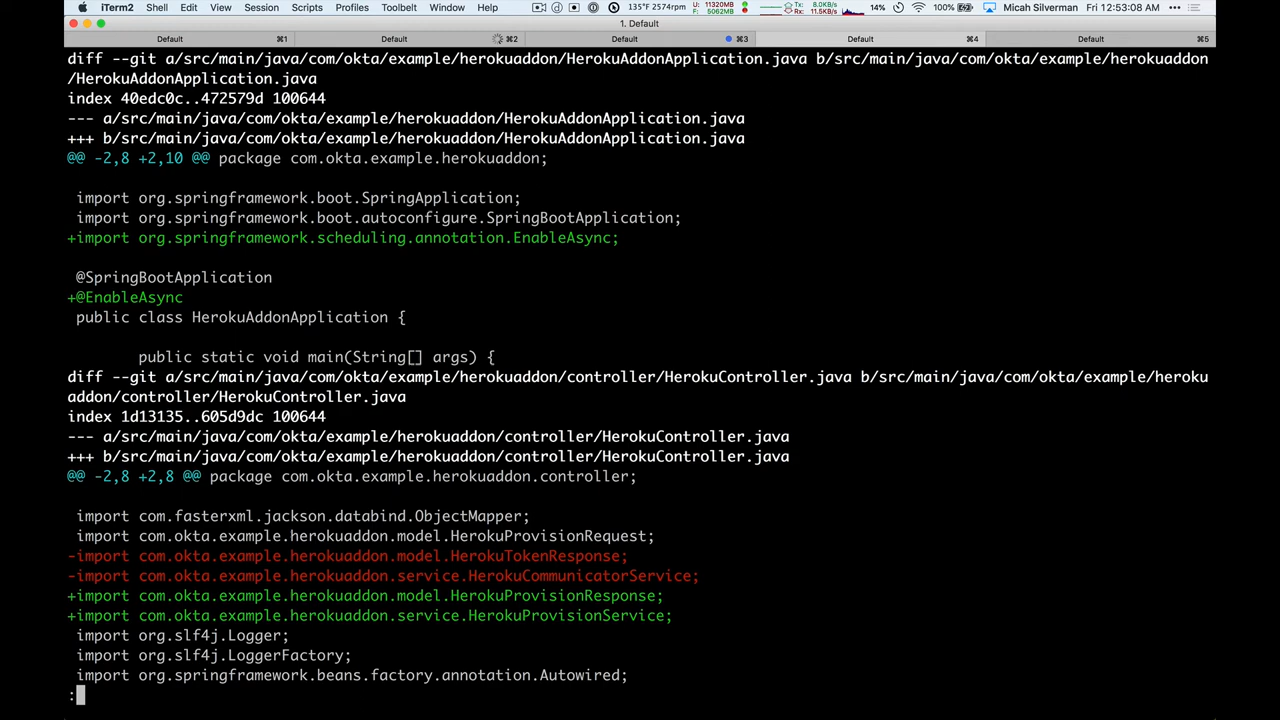 iTerm2 Shell Edit View Session Scripts Profiles Toolbelt Window Help 135°F 2574rpm U: 11320MB F: 5062MB Tx: 8.0KB/s Rx: 11.5KB/s 14% 100% Micah Silverman Fri 12:53:08 AM
1. Default
Default ⌘1 Default ⌘2 Default ⌘3 Default ⌘4 Default ⌘5
diff --git a/src/main/java/com/okta/example/herokuaddon/HerokuAddonApplication.java b/src/main/java/com/okta/example/herokuaddon
/HerokuAddonApplication.java
index 40edc0c..472579d 100644
--- a/src/main/java/com/okta/example/herokuaddon/HerokuAddonApplication.java
+++ b/src/main/java/com/okta/example/herokuaddon/HerokuAddonApplication.java
@@ -2,8 +2,10 @@ package com.okta.example.herokuaddon;
import org.springframework.boot.SpringApplication;
import org.springframework.boot.autoconfigure.SpringBootApplication;
+import org.springframework.scheduling.annotation.EnableAsync;
@SpringBootApplication
+@EnableAsync
public class HerokuAddonApplication {
public static void main(String[] args) {
diff --git a/src/main/java/com/okta/example/herokuaddon/controller/HerokuController.java b/src/main/java/com/okta/example/heroku
addon/controller/HerokuController.java
index 1d13135..605d9dc 100644
--- a/src/main/java/com/okta/example/herokuaddon/controller/HerokuController.java
+++ b/src/main/java/com/okta/example/herokuaddon/controller/HerokuController.java
@@ -2,8 +2,8 @@ package com.okta.example.herokuaddon.controller;
import com.fasterxml.jackson.databind.ObjectMapper;
import com.okta.example.herokuaddon.model.HerokuProvisionRequest;
-import com.okta.example.herokuaddon.model.HerokuTokenResponse;
-import com.okta.example.herokuaddon.service.HerokuCommunicatorService;
+import com.okta.example.herokuaddon.model.HerokuProvisionResponse;
+import com.okta.example.herokuaddon.service.HerokuProvisionService;
import org.slf4j.Logger;
import org.slf4j.LoggerFactory;
import org.springframework.beans.factory.annotation.Autowired;
: